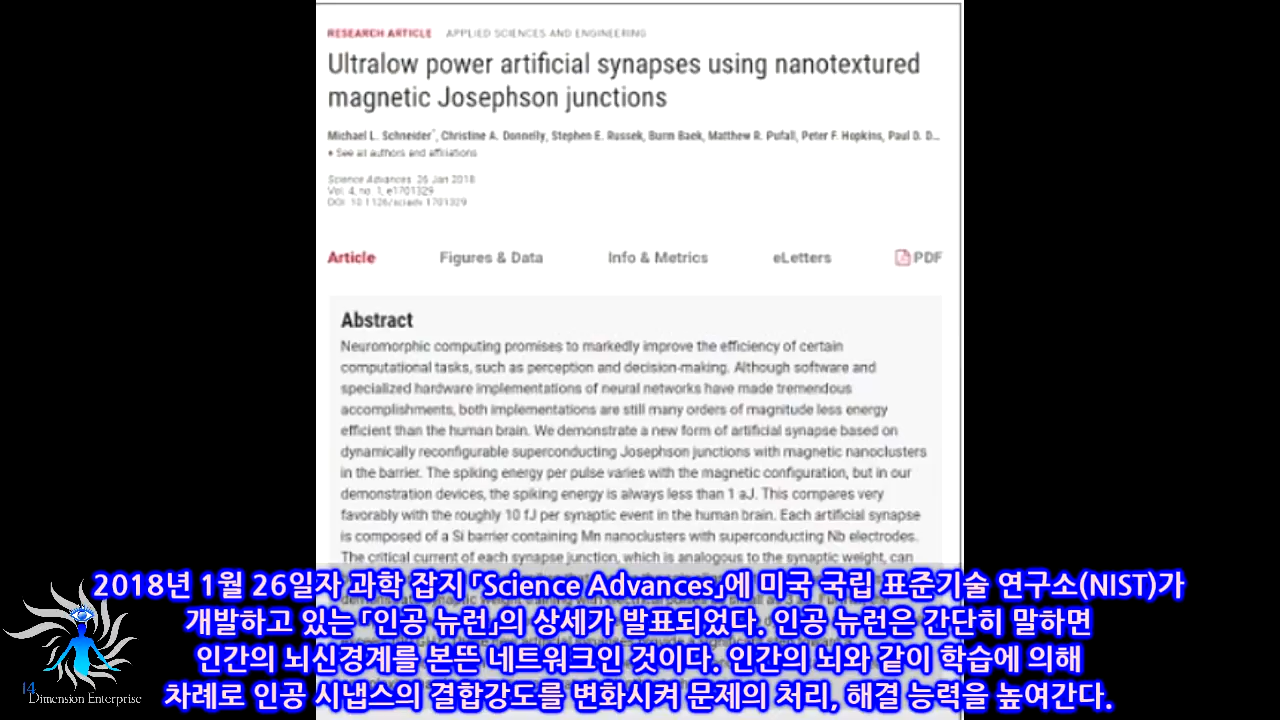 RESEARCH ARTICLE APPLIED SCIENCES AND ENGINEERING
Ultralow power artificial synapses using nanotextured
magnetic Josephson junctions
Michael L. Schneider*, Christine A. Donnelly, Stephen E. Russek, Burm Baek, Matthew R. Pufall, Peter F. Hopkins, Paul D. D...
• See all authors and affiliations
Science Advances 26 Jan 2018
Vol. 4, no. 1, e1701329
DOI: 10.1126/sciadv.1701329
Article Figures & Data Info & Metrics eLetters PDF
Abstract
Neuromorphic computing promises to markedly improve the efficiency of certain
computational tasks, such as perception and decision-making. Although software and
specialized hardware implementations of neural networks have made tremendous
accomplishments, both implementations are still many orders of magnitude less energy
efficient than the human brain. We demonstrate a new form of artificial synapse based on
dynamically reconfigurable superconducting Josephson junctions with magnetic nanoclusters
in the barrier. The spiking energy per pulse varies with the magnetic configuration, but in our
demonstration devices, the spiking energy is always less than 1 aJ. This compares very
favorably with the roughly 10 fJ per synaptic event in the human brain. Each artificial synapse
is composed of a Si barrier containing Mn nanoclusters with superconducting Nb electrodes.
The critical current of each synapse junction, which is analogous to the synaptic weight, can
2018년 1월 26일자 과학 잡지 「Science Advances」에 미국 국립 표준기술 연구소(NIST)가
개발하고 있는 「인공 뉴런」의 상세가 발표되었다. 인공 뉴런은 간단히 말하면
인간의 뇌신경계를 본뜬 네트워크인 것이다. 인간의 뇌와 같이 학습에 의해
차례로 인공 시냅스의 결합강도를 변화시켜 문제의 처리, 해결 능력을 높여간다.
14
Dimension Enterprise